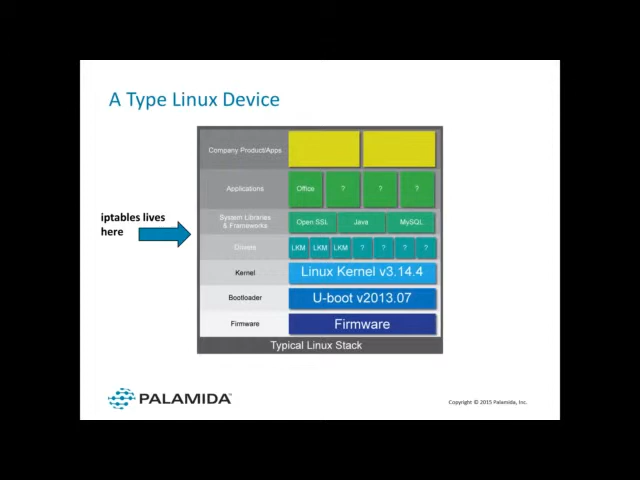 A Type Linux Device
Company Product/Apps
Applications
Office
?
?
?
iptables lives
here
System Libraries
& Frameworks
Open SSL
Java
MySQL
Drivers
LKM
LKM
LKM
?
?
?
?
Kernel
Linux Kernel v3.14.4
Bootloader
U-boot v2013.07
Firmware
Firmware
Typical Linux Stack
PALAMIDA
Copyright © 2015 Palamida, Inc.